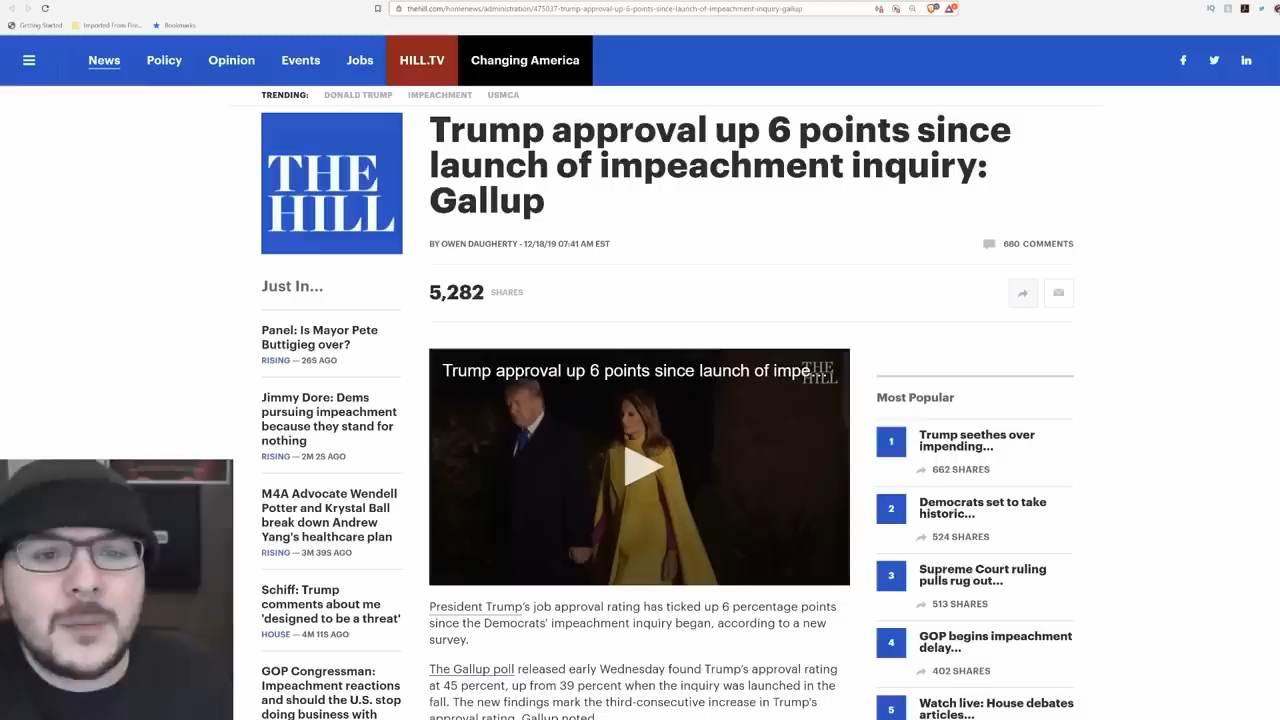 thehill.com/homenews/administration/475037-trump-approval-up-6-points-since-launch-of-impeachment-inquiry-gallup
Getting Started
Imported From Fire...
Bookmarks
News
Policy
Opinion
Events
Jobs
HILL.TV
Changing America
TRENDING:
DONALD TRUMP
IMPEACHMENT
USMCA
THE
HILL
Trump approval up 6 points since
launch of impeachment inquiry:
Gallup
BY OWEN DAUGHERTY - 12/18/19 07:41 AM EST
660 COMMENTS
5,282 SHARES
Just In...
Panel: Is Mayor Pete
Buttigieg over?
RISING — 26S AGO
Jimmy Dore: Dems
pursuing impeachment
because they stand for
nothing
RISING — 2M 2S AGO
M4A Advocate Wendell
Potter and Krystal Ball
break down Andrew
Yang's healthcare plan
RISING — 3M 39S AGO
Schiff: Trump
comments about me
'designed to be a threat'
HOUSE — 4M 11S AGO
GOP Congressman:
Impeachment reactions
and should the U.S. stop
doing business with
Trump approval up 6 points since launch of impe...
THE
HILL
President Trump's job approval rating has ticked up 6 percentage points
since the Democrats' impeachment inquiry began, according to a new
survey.
The Gallup poll released early Wednesday found Trump's approval rating
at 45 percent, up from 39 percent when the inquiry was launched in the
fall. The new findings mark the third-consecutive increase in Trump's
approval rating, Gallup noted.
Most Popular
1
Trump seethes over
impending...
662 SHARES
2
Democrats set to take
historic...
524 SHARES
3
Supreme Court ruling
pulls rug out...
513 SHARES
4
GOP begins impeachment
delay...
402 SHARES
5
Watch live: House debates
articles...